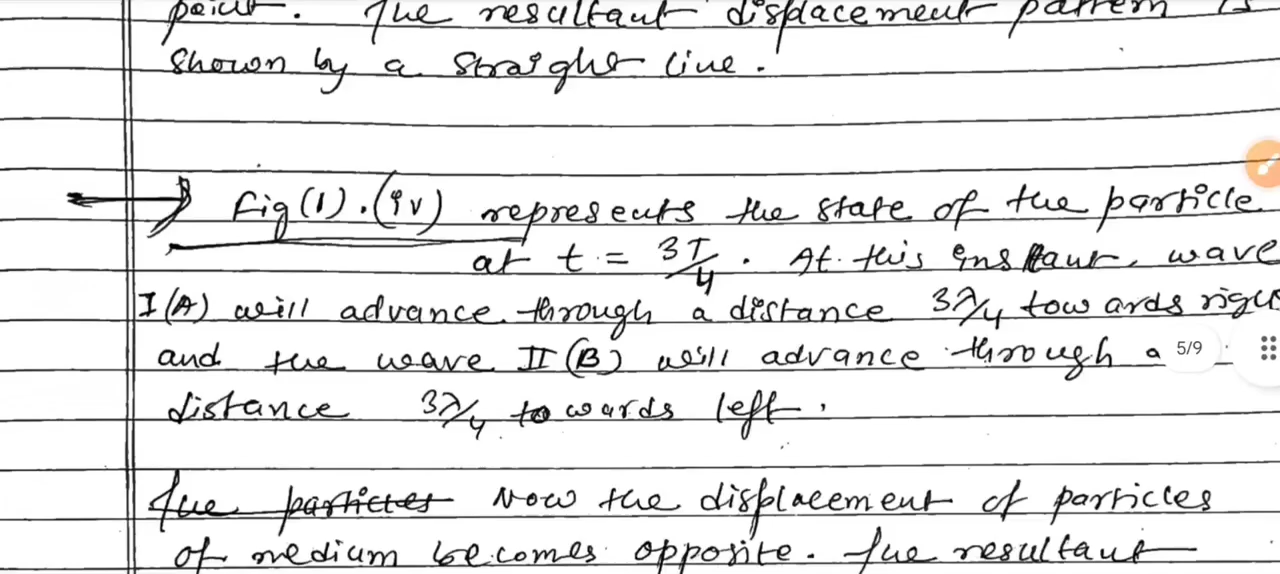 point. The resultant displacement pattern is
shown by a straight line.
Fig(1).(iv) represents the state of the particle
at t = 3T/4. At this instant, wave
I(A) will advance through a distance 3λ/4 towards right
and the wave II(B) will advance through a
distance 3λ/4 towards left.
5/9
The particles Now the displacement of particles
of medium becomes opposite. The resultant